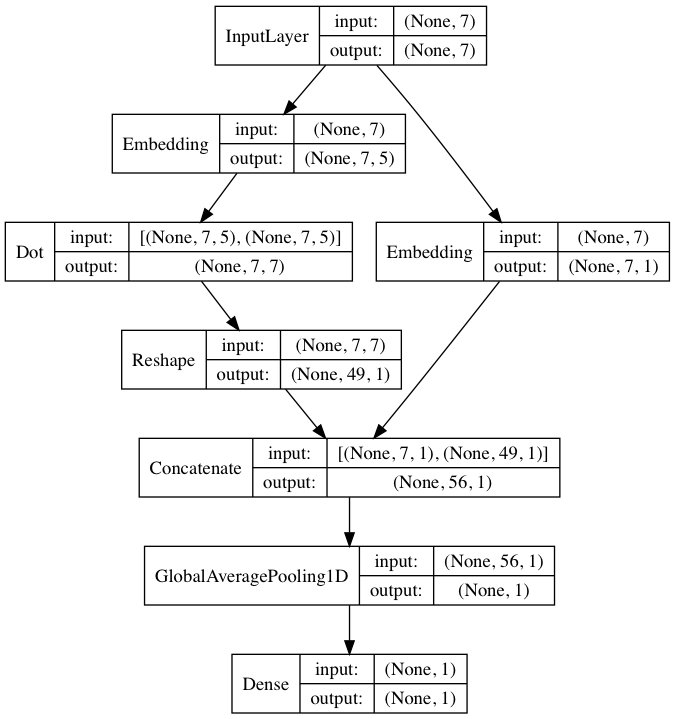 InputLayer input: (None, 7)
output: (None, 7)
Embedding input: (None, 7)
output: (None, 7, 5)
Dot input: [(None, 7, 5), (None, 7, 5)]
output: (None, 7, 7)
Embedding input: (None, 7)
output: (None, 7, 1)
Reshape input: (None, 7, 7)
output: (None, 49, 1)
Concatenate input: [(None, 7, 1), (None, 49, 1)]
output: (None, 56, 1)
GlobalAveragePooling1D input: (None, 56, 1)
output: (None, 1)
Dense input: (None, 1)
output: (None, 1)